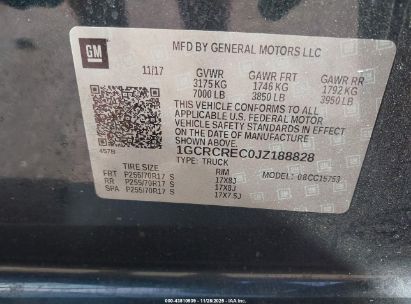 GM
MFD BY GENERAL MOTORS LLC
11/17 GVWR GAWR FRT GAWR RR
3175 KG 1746 KG 1792 KG
7000 LB 3850 LB 3950 LB
THIS VEHICLE CONFORMS TO ALL
APPLICABLE U.S. FEDERAL MOTOR
VEHICLE SAFETY STANDARDS IN
EFFECT ON THE DATE OF
MANUFACTURE SHOWN ABOVE.
1GCRCREC0JZ188828
TYPE: TRUCK
TIRE SIZE RIM MODEL:
FRT P255/70R17 S 17X8J
RR P255/70R17 S 17X8J
SPA P255/70R17 S 17X7.5J